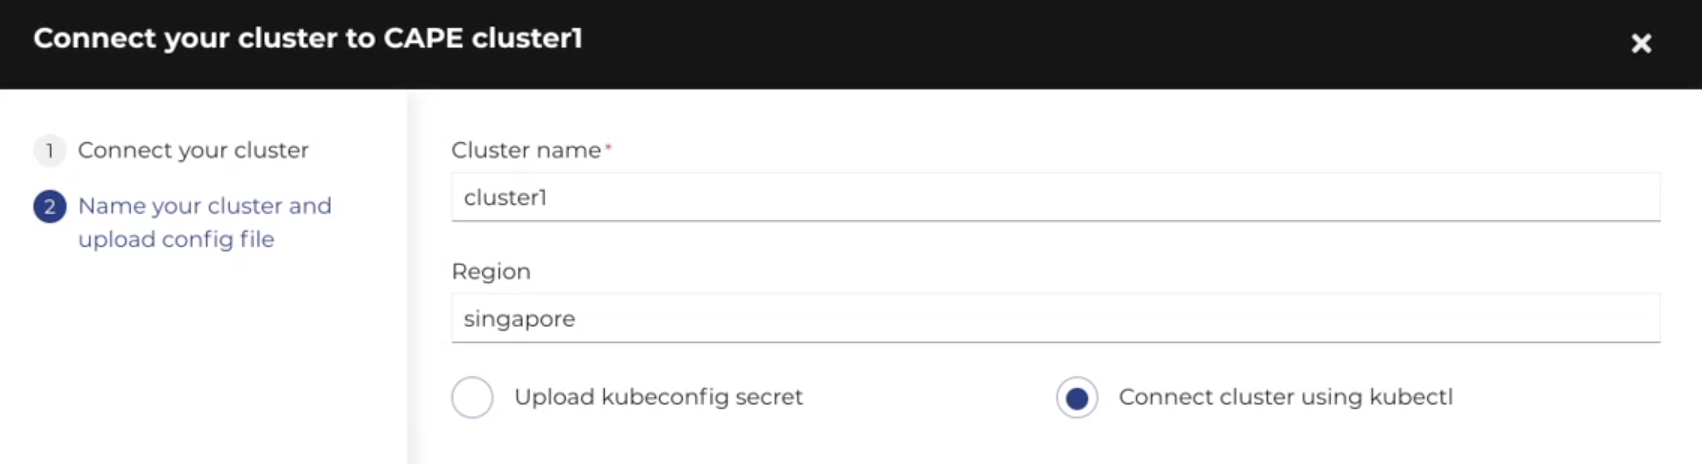 Connect your cluster to CAPE cluster1
1 Connect your cluster
2 Name your cluster and
upload config file
Cluster name*
cluster1
Region
singapore
Upload kubeconfig secret
Connect cluster using kubectl